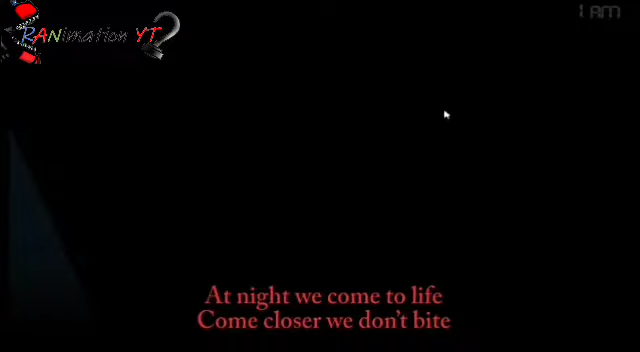 RANimation YT
1 AM
At night we come to life
Come closer we don't bite